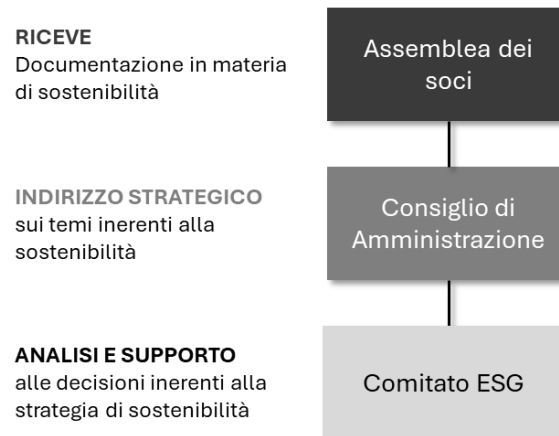 RICEVE
Documentazione in materia
di sostenibilità
Assemblea dei
soci
INDIRIZZO STRATEGICO
sui temi inerenti alla
sostenibilità
Consiglio di
Amministrazione
ANALISI E SUPPORTO
alle decisioni inerenti alla
strategia di sostenibilità
Comitato ESG